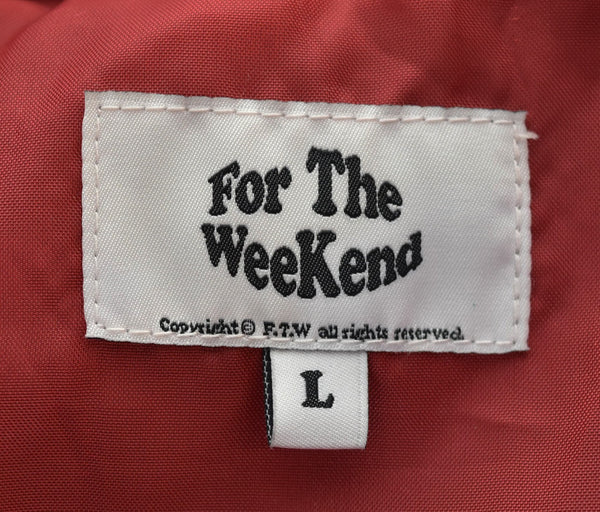 For The
WeeKend
Copyright© F.T.W all rights reserved.
L